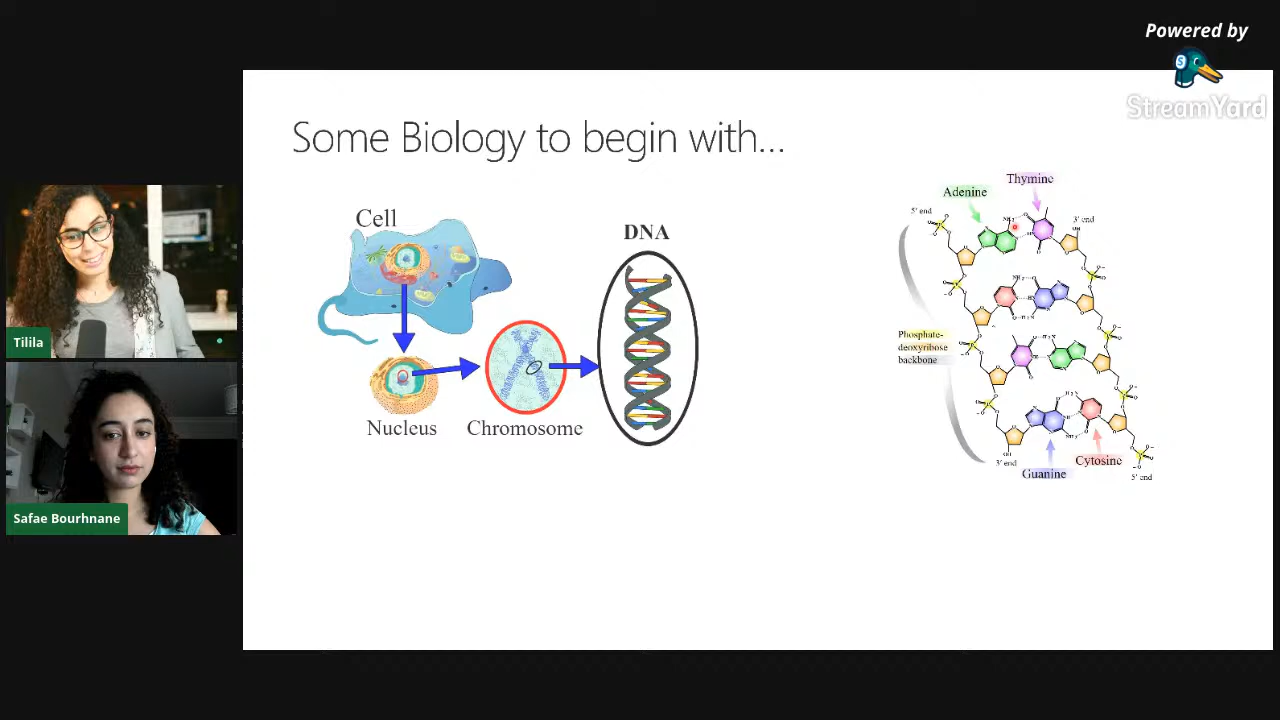 Powered by
StreamYard
Some Biology to begin with...
Tilila
Safae Bourhnane
Cell
Nucleus
Chromosome
DNA
Adenine
Thymine
5' end
3' end
Phosphate-
deoxyribose
backbone
3' end
5' end
Guanine
Cytosine